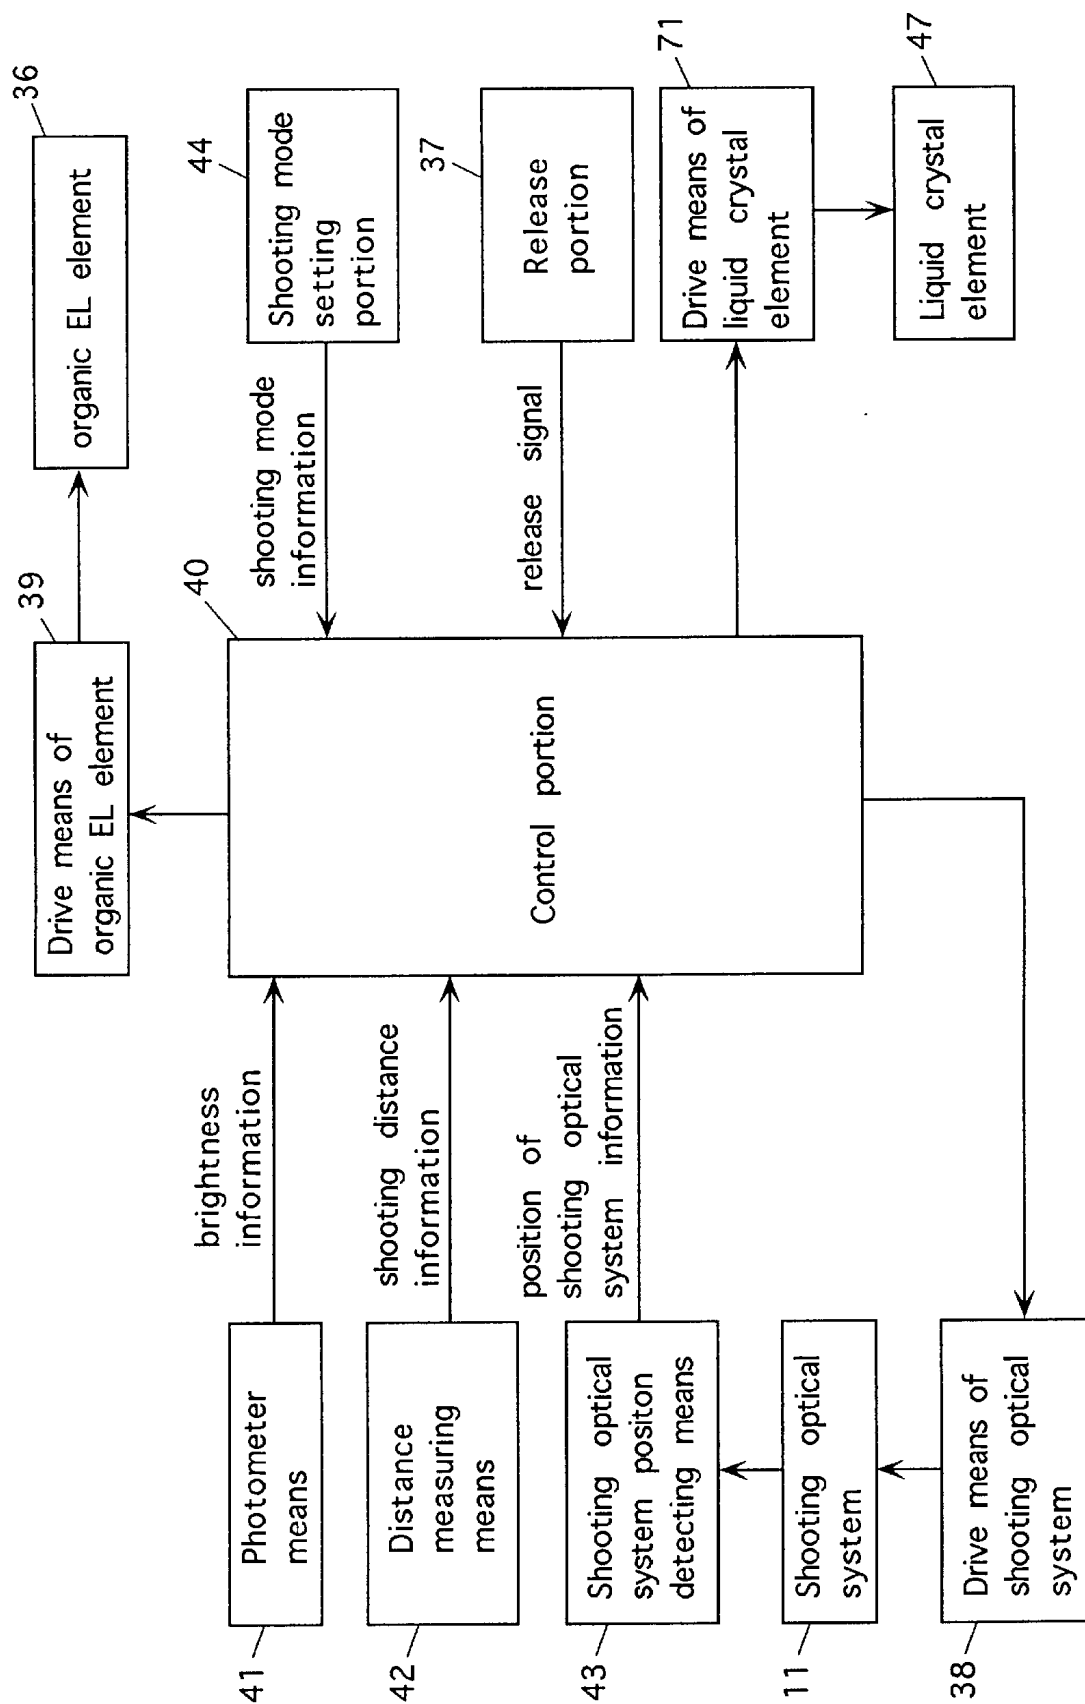 39
36
Drive means of
organic EL element
organic EL element
41
Photometer
means
brightness
information
40
Control portion
shooting mode
information
44
Shooting mode
setting
portion
42
Distance
measuring
means
shooting distance
information
release signal
37
Release
portion
43
Shooting optical
system positon
detecting means
position of
shooting optical
system information
71
Drive means of
liquid crystal
element
11
Shooting optical
system
47
Liquid crystal
element
38
Drive means of
shooting optical
system